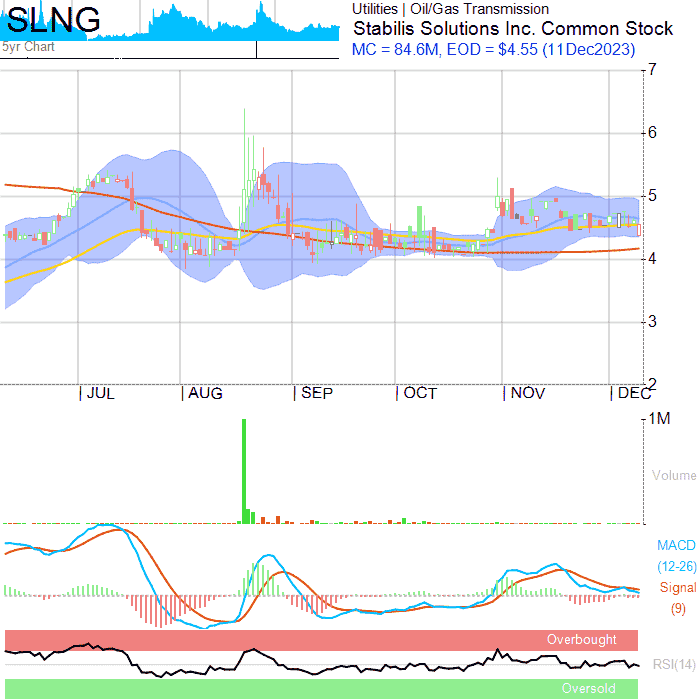 SLNG
Utilities | Oil/Gas Transmission
Stabilis Solutions Inc. Common Stock
5yr Chart
MC = 84.6M, EOD = $4.55 (11Dec2023)
7
6
5
4
3
2
| JUL | AUG | SEP | OCT | NOV | DEC
1M
Volume
MACD
(12-26)
Signal
(9)
Overbought
RSI(14)
Oversold